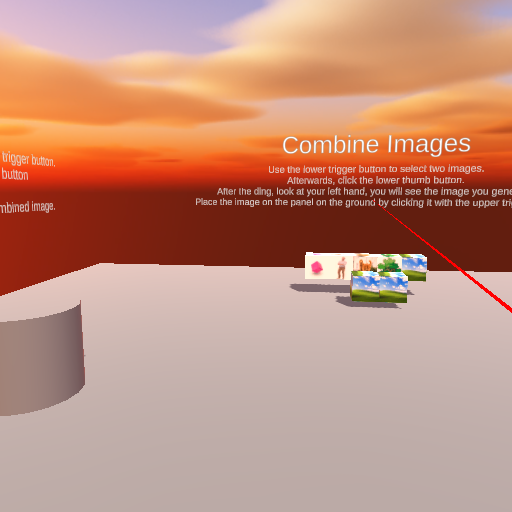 trigger button.
button
mbined image.
Combine Images
Use the lower trigger button to select two images.
Afterwards, click the lower thumb button.
After the ding, look at your left hand, you will see the image you gene
Place the image on the panel on the ground by clicking it with the upper trig